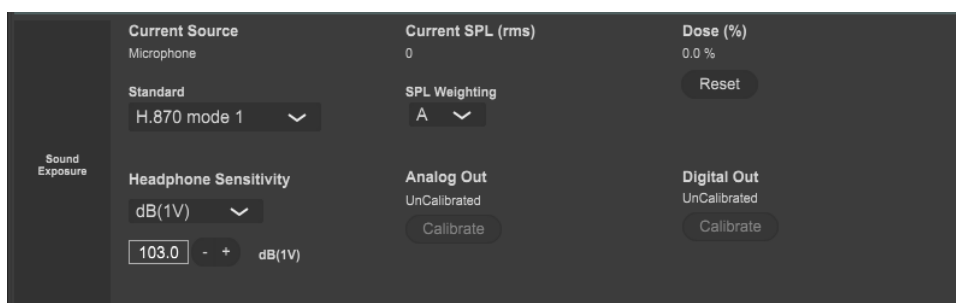 Sound
Exposure
Current Source
Microphone
Current SPL (rms)
0
Dose (%)
0.0 %
Reset
Standard
H.870 mode 1
SPL Weighting
A
Headphone Sensitivity
dB(1V)
103.0 - + dB(1V)
Analog Out
UnCalibrated
Calibrate
Digital Out
UnCalibrated
Calibrate